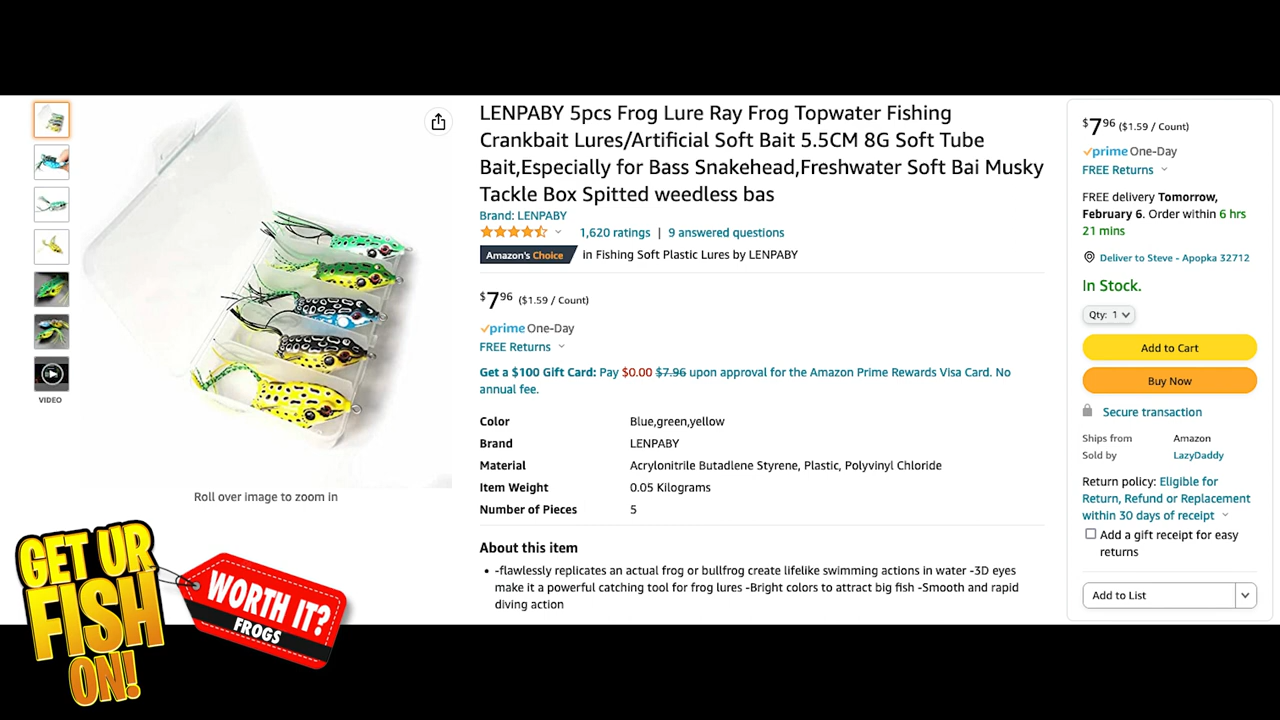 LENPABY 5pcs Frog Lure Ray Frog Topwater Fishing
Crankbait Lures/Artificial Soft Bait 5.5CM 8G Soft Tube
Bait,Especially for Bass Snakehead,Freshwater Soft Bai Musky
Tackle Box Spitted weedless bas
Brand: LENPABY
1,620 ratings | 9 answered questions
Amazon's Choice in Fishing Soft Plastic Lures by LENPABY
$796 ($1.59 / Count)
prime One-Day
FREE Returns
Get a $100 Gift Card: Pay $0.00 $7.96 upon approval for the Amazon Prime Rewards Visa Card. No
annual fee.
Color Blue,green,yellow
Brand LENPABY
Material Acrylonitrile Butadlene Styrene, Plastic, Polyvinyl Chloride
Item Weight 0.05 Kilograms
Number of Pieces 5
About this item
-flawlessly replicates an actual frog or bullfrog create lifelike swimming actions in water -3D eyes
make it a powerful catching tool for frog lures -Bright colors to attract big fish -Smooth and rapid
diving action
VIDEO
Roll over image to zoom in
$796 ($1.59 / Count)
prime One-Day
FREE Returns
FREE delivery Tomorrow,
February 6. Order within 6 hrs
21 mins
Deliver to Steve - Apopka 32712
In Stock.
Qty: 1
Add to Cart
Buy Now
Secure transaction
Ships from Amazon
Sold by LazyDaddy
Return policy: Eligible for
Return, Refund or Replacement
within 30 days of receipt
Add a gift receipt for easy
returns
Add to List
GET UR
FISH
ON!
WORTH IT?
FROGS